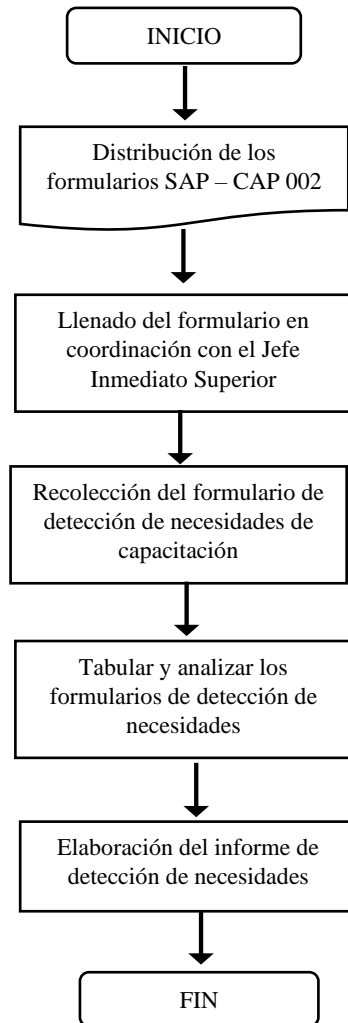 INICIO
Distribución de los
formularios SAP – CAP 002
Llenado del formulario en
coordinación con el Jefe
Inmediato Superior
Recolección del formulario de
detección de necesidades de
capacitación
Tabular y analizar los
formularios de detección de
necesidades
Elaboración del informe de
detección de necesidades
FIN